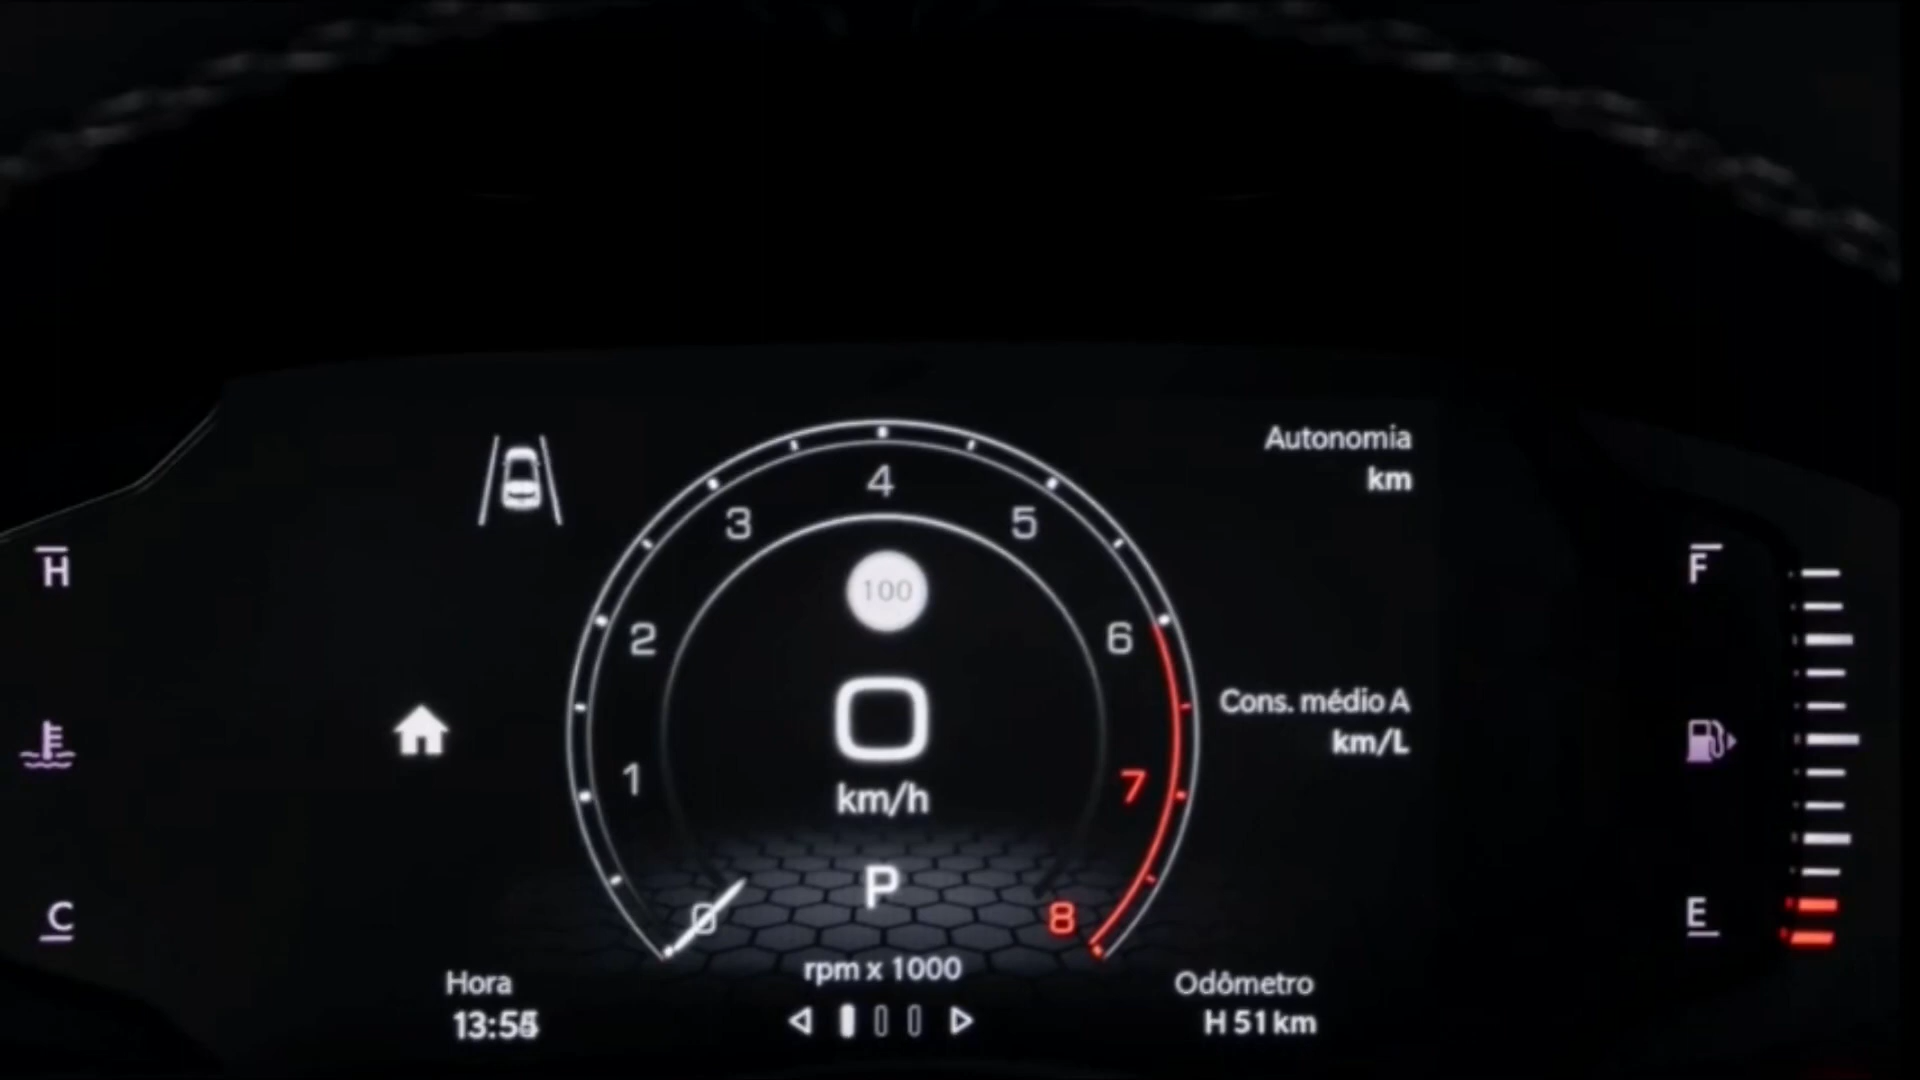 Autonomia
km
4
3
5
100
H
F
2
6
0
Cons. médio A
km/L
1
7
km/h
P
C
E
0
8
rpm x 1000
Hora
Odômetro
H 51 km